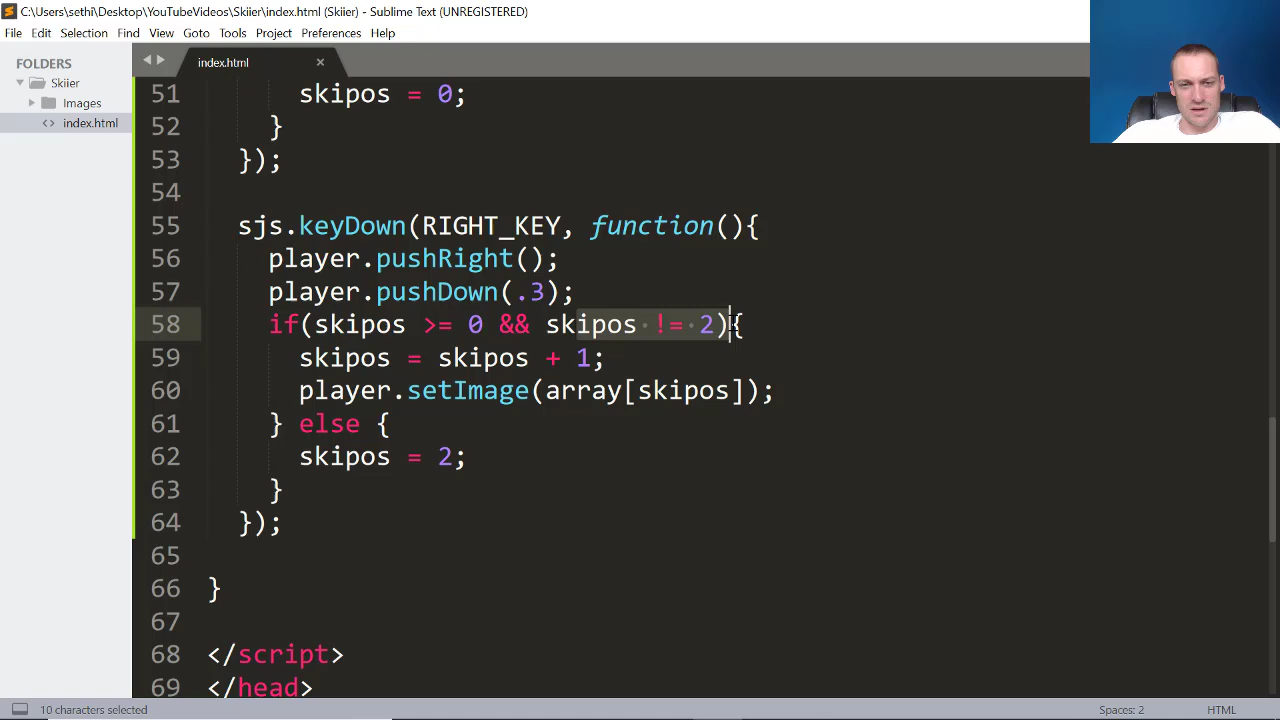 C:\Users\sethi\Desktop\YouTubeVideos\Skiier\index.html (Skiier) - Sublime Text (UNREGISTERED)
File Edit Selection Find View Goto Tools Project Preferences Help
FOLDERS
Skiier
Images
index.html
index.html
51 skipos = 0;
52 }
53 });
54
55 sjs.keyDown(RIGHT_KEY, function(){
56 player.pushRight();
57 player.pushDown(.3);
58 if(skipos >= 0 && skipos != 2){
59 skipos = skipos + 1;
60 player.setImage(array[skipos]);
61 } else {
62 skipos = 2;
63 }
64 });
65
66 }
67
68 </script>
69 </head>
10 characters selected
Spaces: 2
HTML